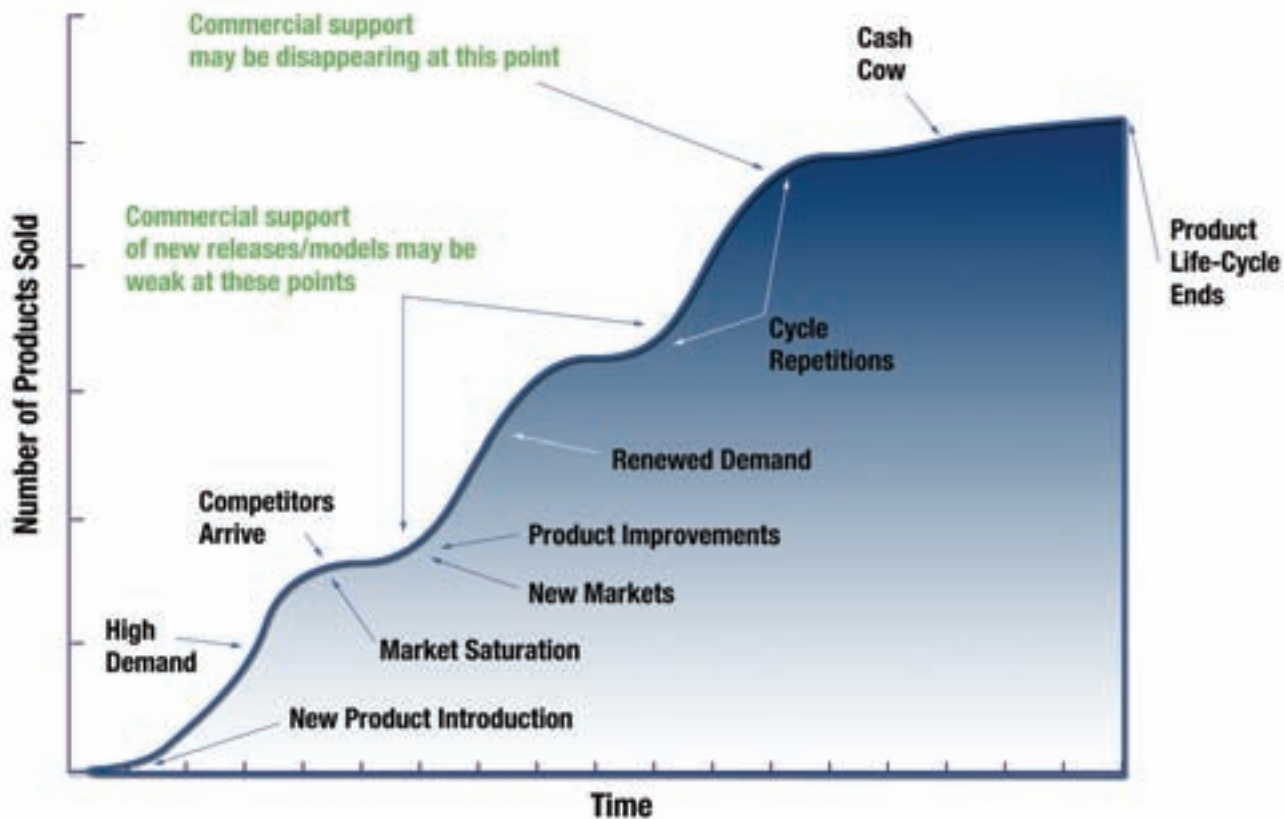 Commercial support
may be disappearing at this point
Cash
Cow
Commercial support
of new releases/models may be
weak at these points
Product
Life-Cycle
Ends
Cycle
Repetitions
Renewed Demand
Competitors
Arrive
Product Improvements
New Markets
High
Demand
Market Saturation
New Product Introduction
Number of Products Sold
Time